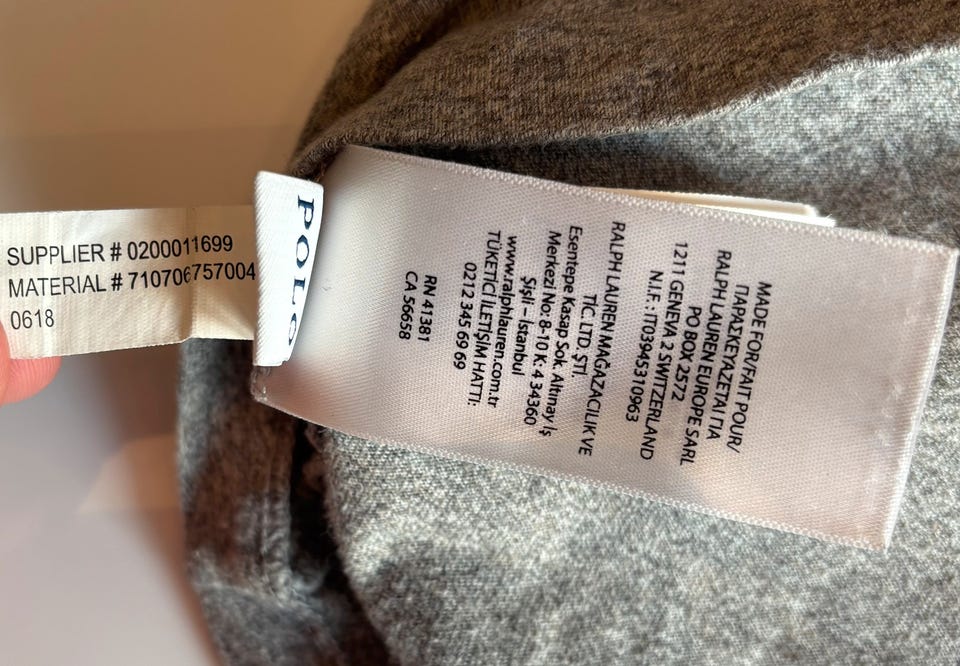 SUPPLIER # 0200011699
MATERIAL # 710706757004
0618
POLO
MADE FOR/FAIT POUR/
ΠΑΡΑΣΚΕΥΑΖΕΤΑΙ ΓΙΑ
RALPH LAUREN EUROPE SARL
PO BOX 2572
1211 GENEVA 2 SWITZERLAND
N.I.F.: IT03945310963
RALPH LAUREN MAĞAZACILIK VE
TİC. LTD. ŞTİ.
Esentepe Kasap Sok. Altınay İş
Merkezi No:8-10 K: 4 34360
Şişli – İstanbul
www.ralphlauren.com.tr
TÜKETİCİ İLETİŞİM HATTI:
0212 345 69 69
RN 41381
CA 56658